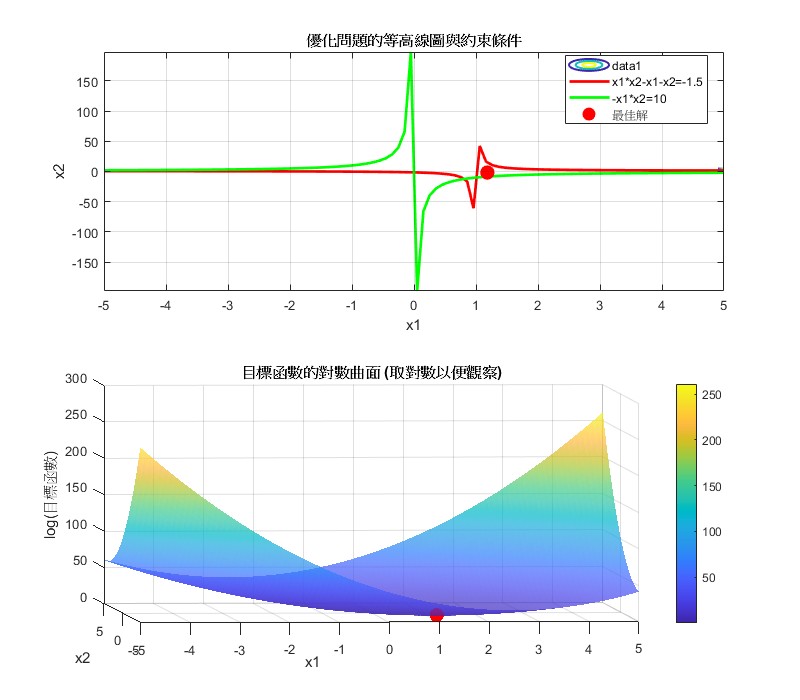 優化問題的等高線圖與約束條件
150
100
50
0
-50
-100
-150
x2
-5 -4 -3 -2 -1 0 1 2 3 4 5
x1
data1
x1*x2-x1-x2=-1.5
-x1*x2=10
最佳解
目標函數的對數曲面 (取對數以便觀察)
300
250
200
150
100
50
0
log(目標函數)
5
0
-5
x2
-5 -4 -3 -2 -1 0 1 2 3 4 5
x1
250
200
150
100
50